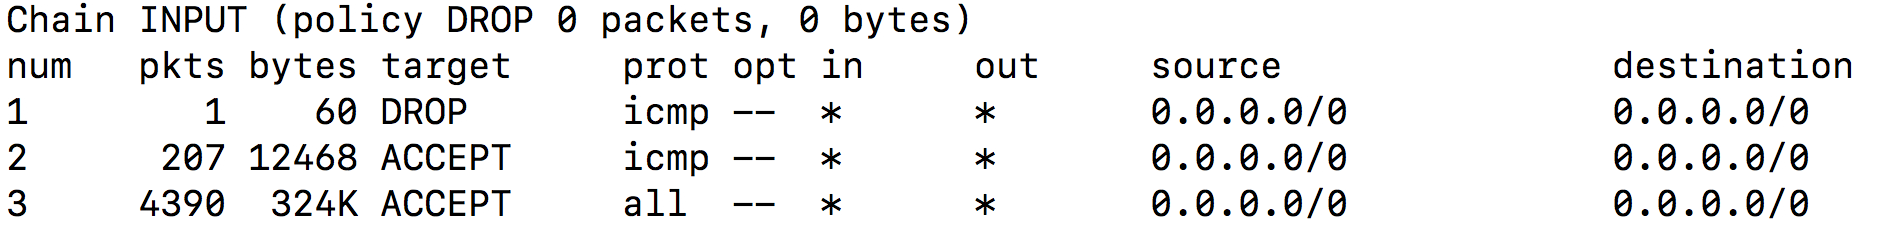 Chain INPUT (policy DROP 0 packets, 0 bytes)
num   pkts bytes target     prot opt in     out     source               destination
1        1    60 DROP       icmp --  *      *       0.0.0.0/0            0.0.0.0/0
2      207 12468 ACCEPT     icmp --  *      *       0.0.0.0/0            0.0.0.0/0
3     4390  324K ACCEPT     all  --  *      *       0.0.0.0/0            0.0.0.0/0